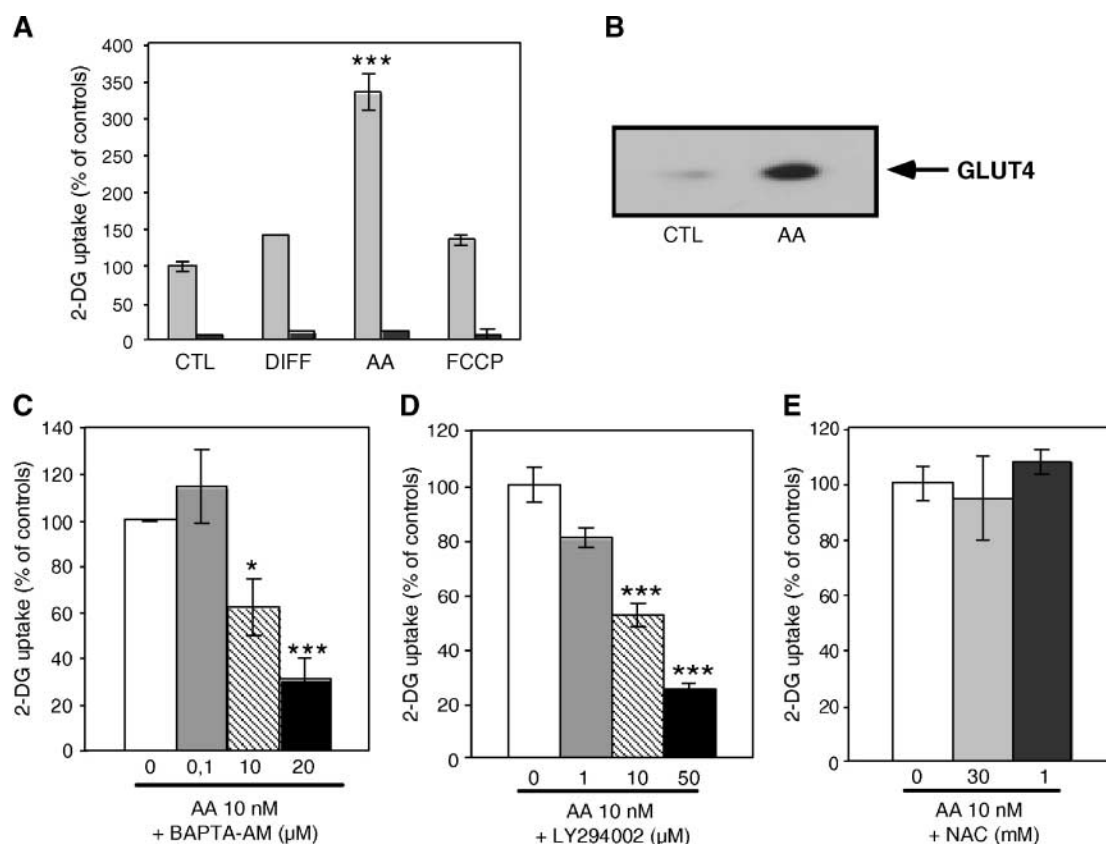 A
2-DG uptake (% of controls)
400
350
300
250
200
150
100
50
0
***
CTL DIFF AA FCCP
B
GLUT4
CTL AA
C
2-DG uptake (% of controls)
140
120
100
80
60
40
20
0
*
***
0 0,1 10 20
AA 10 nM
+ BAPTA-AM (μM)
D
2-DG uptake (% of controls)
120
100
80
60
40
20
0
***
***
0 1 10 50
AA 10 nM
+ LY294002 (μM)
E
2-DG uptake (% of controls)
120
100
80
60
40
20
0
0 30 1
AA 10 nM
+ NAC (mM)